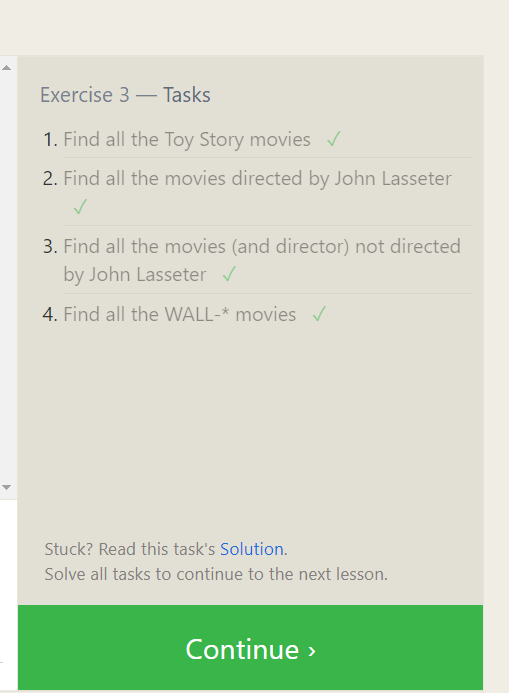 Exercise 3 — Tasks
1. Find all the Toy Story movies ✓
2. Find all the movies directed by John Lasseter
✓
3. Find all the movies (and director) not directed
by John Lasseter ✓
4. Find all the WALL-* movies ✓
Stuck? Read this task's Solution.
Solve all tasks to continue to the next lesson.
Continue ›